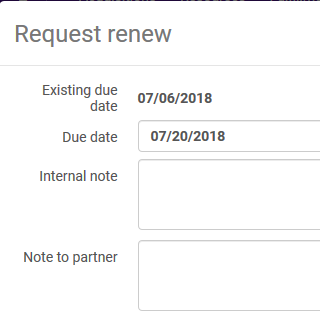 Request renew
Existing due
date
07/06/2018
Due date
07/20/2018
Internal note
Note to partner